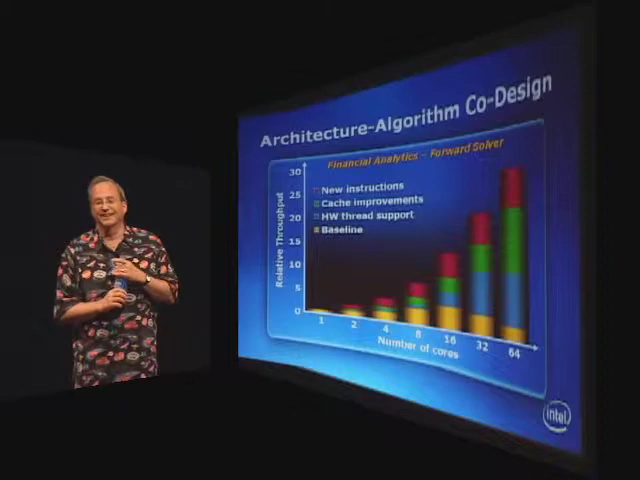 Architecture-Algorithm Co-Design
Financial Analytics - Forward Solver
Relative Throughput
30
25
20
15
10
5
0
New instructions
Cache improvements
HW thread support
Baseline
1 2 4 8 16 32 64
Number of cores
intel